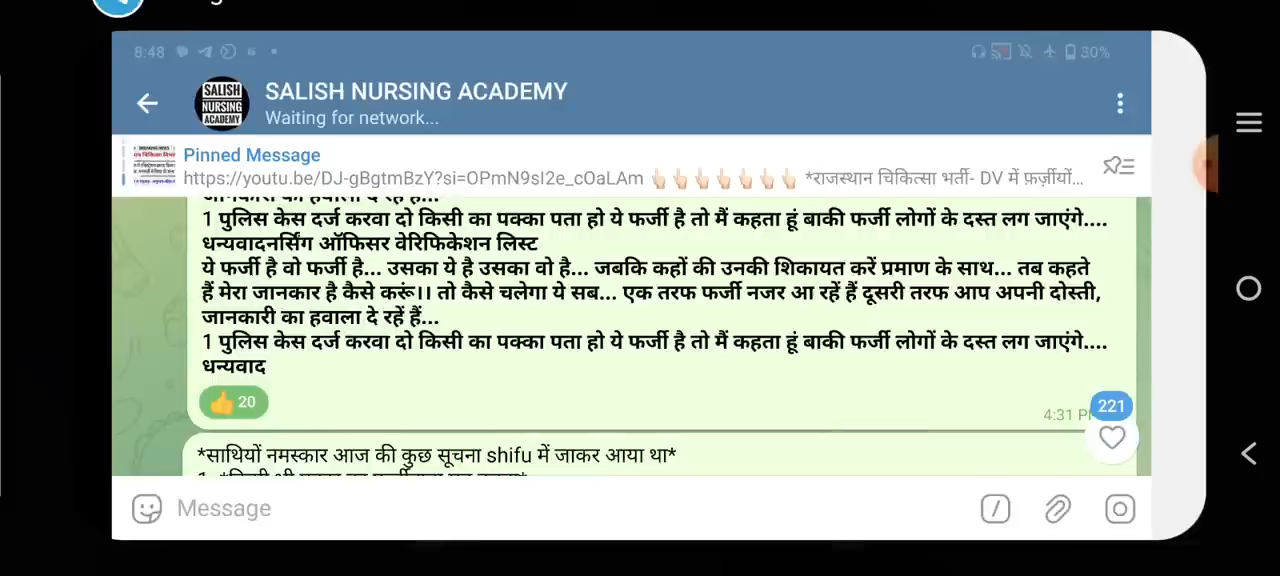 8:48
30%
SALISH NURSING ACADEMY
SALISH NURSING ACADEMY
Waiting for network...
Pinned Message
https://youtu.be/DJ-gBgtmBzY?si=OPmN9sI2e_cOaLAm 👆🏻👆🏻👆🏻👆🏻👆🏻👆🏻👆🏻 *राजस्थान चिकित्सा भर्ती- DV में फ़र्ज़ीयों...
1 पुलिस केस दर्ज करवा दो किसी का पक्का पता हो ये फर्जी है तो मैं कहता हूं बाकी फर्जी लोगों के दस्त लग जाएंगे....
धन्यवादनर्सिंग ऑफिसर वेरिफिकेशन लिस्ट
ये फर्जी है वो फर्जी है... उसका ये है उसका वो है... जबकि कहों की उनकी शिकायत करें प्रमाण के साथ... तब कहते
हैं मेरा जानकार है कैसे करूं।। तो कैसे चलेगा ये सब... एक तरफ फर्जी नजर आ रहें हैं दूसरी तरफ आप अपनी दोस्ती,
जानकारी का हवाला दे रहें हैं...
1 पुलिस केस दर्ज करवा दो किसी का पक्का पता हो ये फर्जी है तो मैं कहता हूं बाकी फर्जी लोगों के दस्त लग जाएंगे....
धन्यवाद
👍 20
4:31
221
*साथियों नमस्कार आज की कुछ सूचना shifu में जाकर आया था*
Message